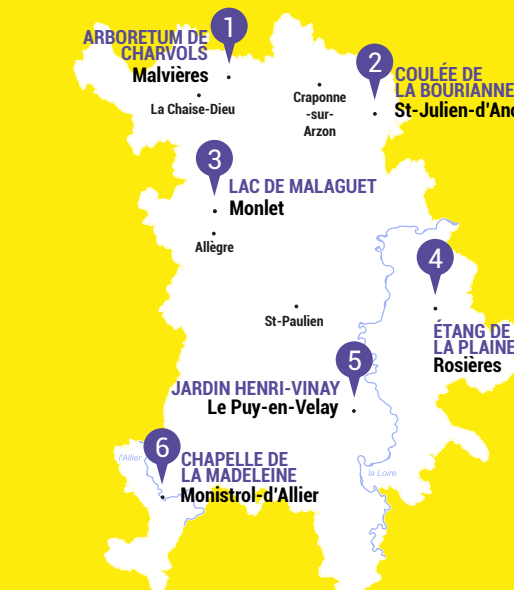 1
ARBORETUM DE
CHARVOLS
Malvières
La Chaise-Dieu
Craponne
-sur-
Arzon
2
COULÉE DE
LA BOURIANNE
St-Julien-d'Anc
3
LAC DE MALAGUET
Monlet
Allègre
4
ÉTANG DE
LA PLAINE
Rosières
St-Paulien
5
JARDIN HENRI-VINAY
Le Puy-en-Velay
6
l'Allier
CHAPELLE DE
LA MADELEINE
Monistrol-d'Allier
la Loire